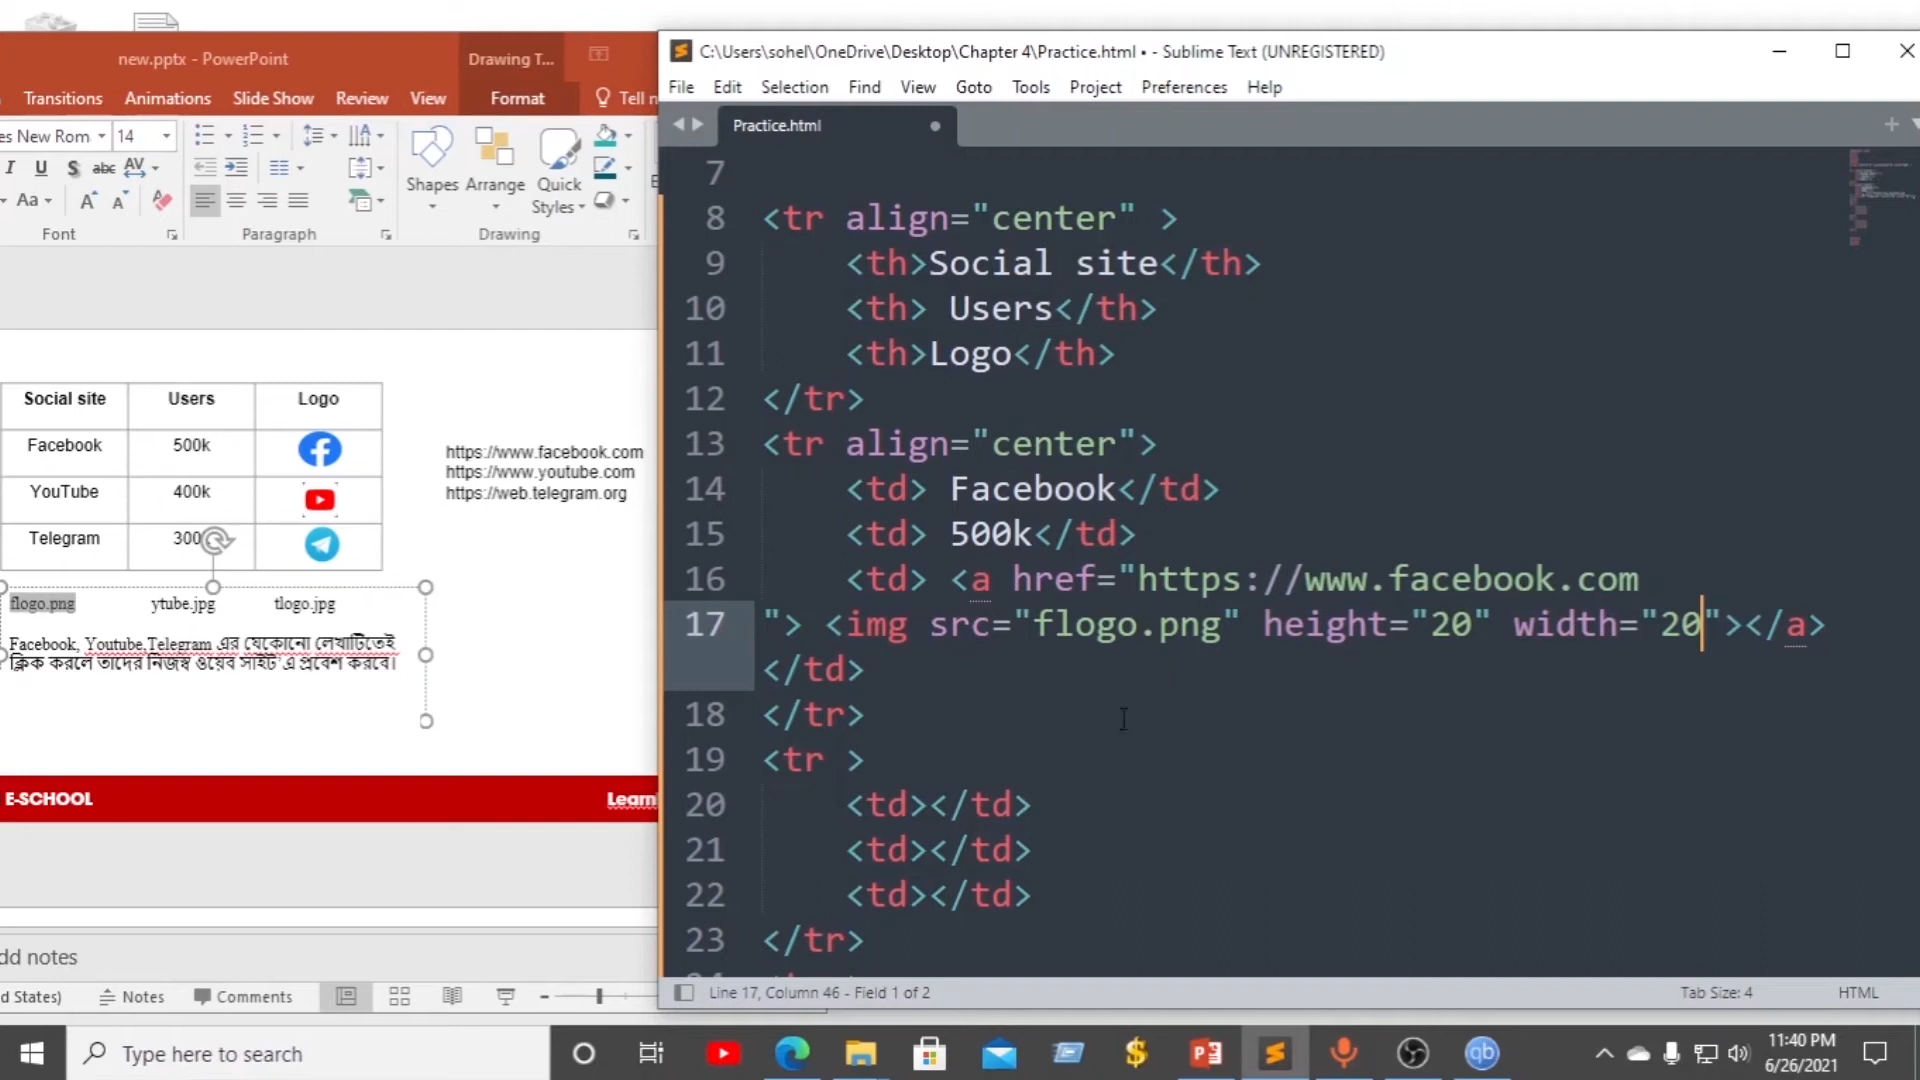 new.pptx - PowerPoint
Drawing T...
Transitions
Animations
Slide Show
Review
View
Format
Tell
es New Rom
14
I
U
S
abc
AV
Aa
A
A
Shapes
Arrange
Quick
Styles
Font
Paragraph
Drawing
Social site
Users
Logo
Facebook
500k
YouTube
400k
Telegram
300
https://www.facebook.com
https://www.youtube.com
https://web.telegram.org
flogo.png
ytube.jpg
tlogo.jpg
Facebook, Youtube,Telegram এর যেকোনো লেখাটিতেই
ক্লিক করলে তাদের নিজস্ব ওয়েব সাইট এ প্রবেশ করবে।
E-SCHOOL
Learni
dd notes
d States)
Notes
Comments
C:\Users\sohel\OneDrive\Desktop\Chapter 4\Practice.html • - Sublime Text (UNREGISTERED)
File
Edit
Selection
Find
View
Goto
Tools
Project
Preferences
Help
Practice.html
7
8 <tr align="center" >
9 <th>Social site</th>
10 <th> Users</th>
11 <th>Logo</th>
12 </tr>
13 <tr align="center">
14 <td> Facebook</td>
15 <td> 500k</td>
16 <td> <a href="https://www.facebook.com
17 "> <img src="flogo.png" height="20" width="20"></a>
</td>
18 </tr>
19 <tr >
20 <td></td>
21 <td></td>
22 <td></td>
23 </tr>
Line 17, Column 46 - Field 1 of 2
Tab Size: 4
HTML
Type here to search
qb
11:40 PM
6/26/2021